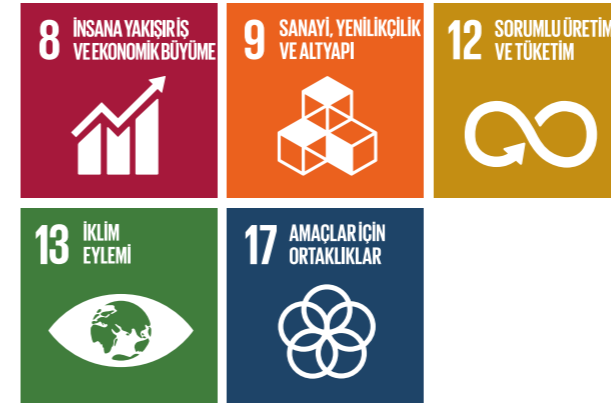 8 İNSANA YAKIŞIR İŞ
VE EKONOMİK BÜYÜME
9 SANAYİ, YENİLİKÇİLİK
VE ALTYAPI
12 SORUMLU ÜRETİM
VE TÜKETİM
13 İKLİM
EYLEMİ
17 AMAÇLAR İÇİN
ORTAKLIKLAR